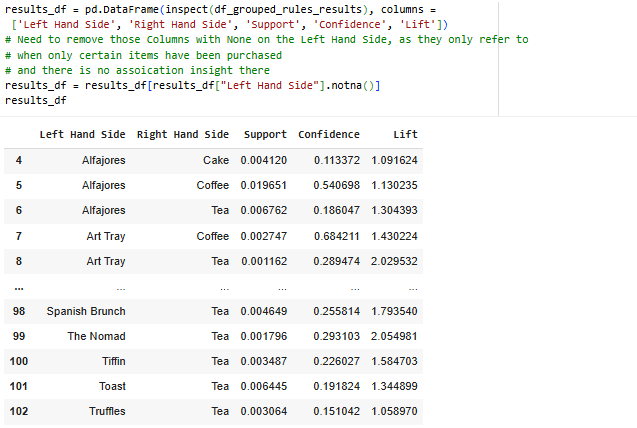 results_df = pd.DataFrame(inspect(df_grouped_rules_results), columns =
['Left Hand Side', 'Right Hand Side', 'Support', 'Confidence', 'Lift'])
# Need to remove those Columns with None on the Left Hand Side, as they only refer to
# when only certain items have been purchased
# and there is no assoication insight there
results_df = results_df[results_df["Left Hand Side"].notna()]
results_df
Left Hand Side Right Hand Side Support Confidence Lift
4 Alfajores Cake 0.004120 0.113372 1.091624
5 Alfajores Coffee 0.019651 0.540698 1.130235
6 Alfajores Tea 0.006762 0.186047 1.304393
7 Art Tray Coffee 0.002747 0.684211 1.430224
8 Art Tray Tea 0.001162 0.289474 2.029532
... ... ... ... ... ...
98 Spanish Brunch Tea 0.004649 0.255814 1.793540
99 The Nomad Tea 0.001796 0.293103 2.054981
100 Tiffin Tea 0.003487 0.226027 1.584703
101 Toast Tea 0.006445 0.191824 1.344899
102 Truffles Tea 0.003064 0.151042 1.058970